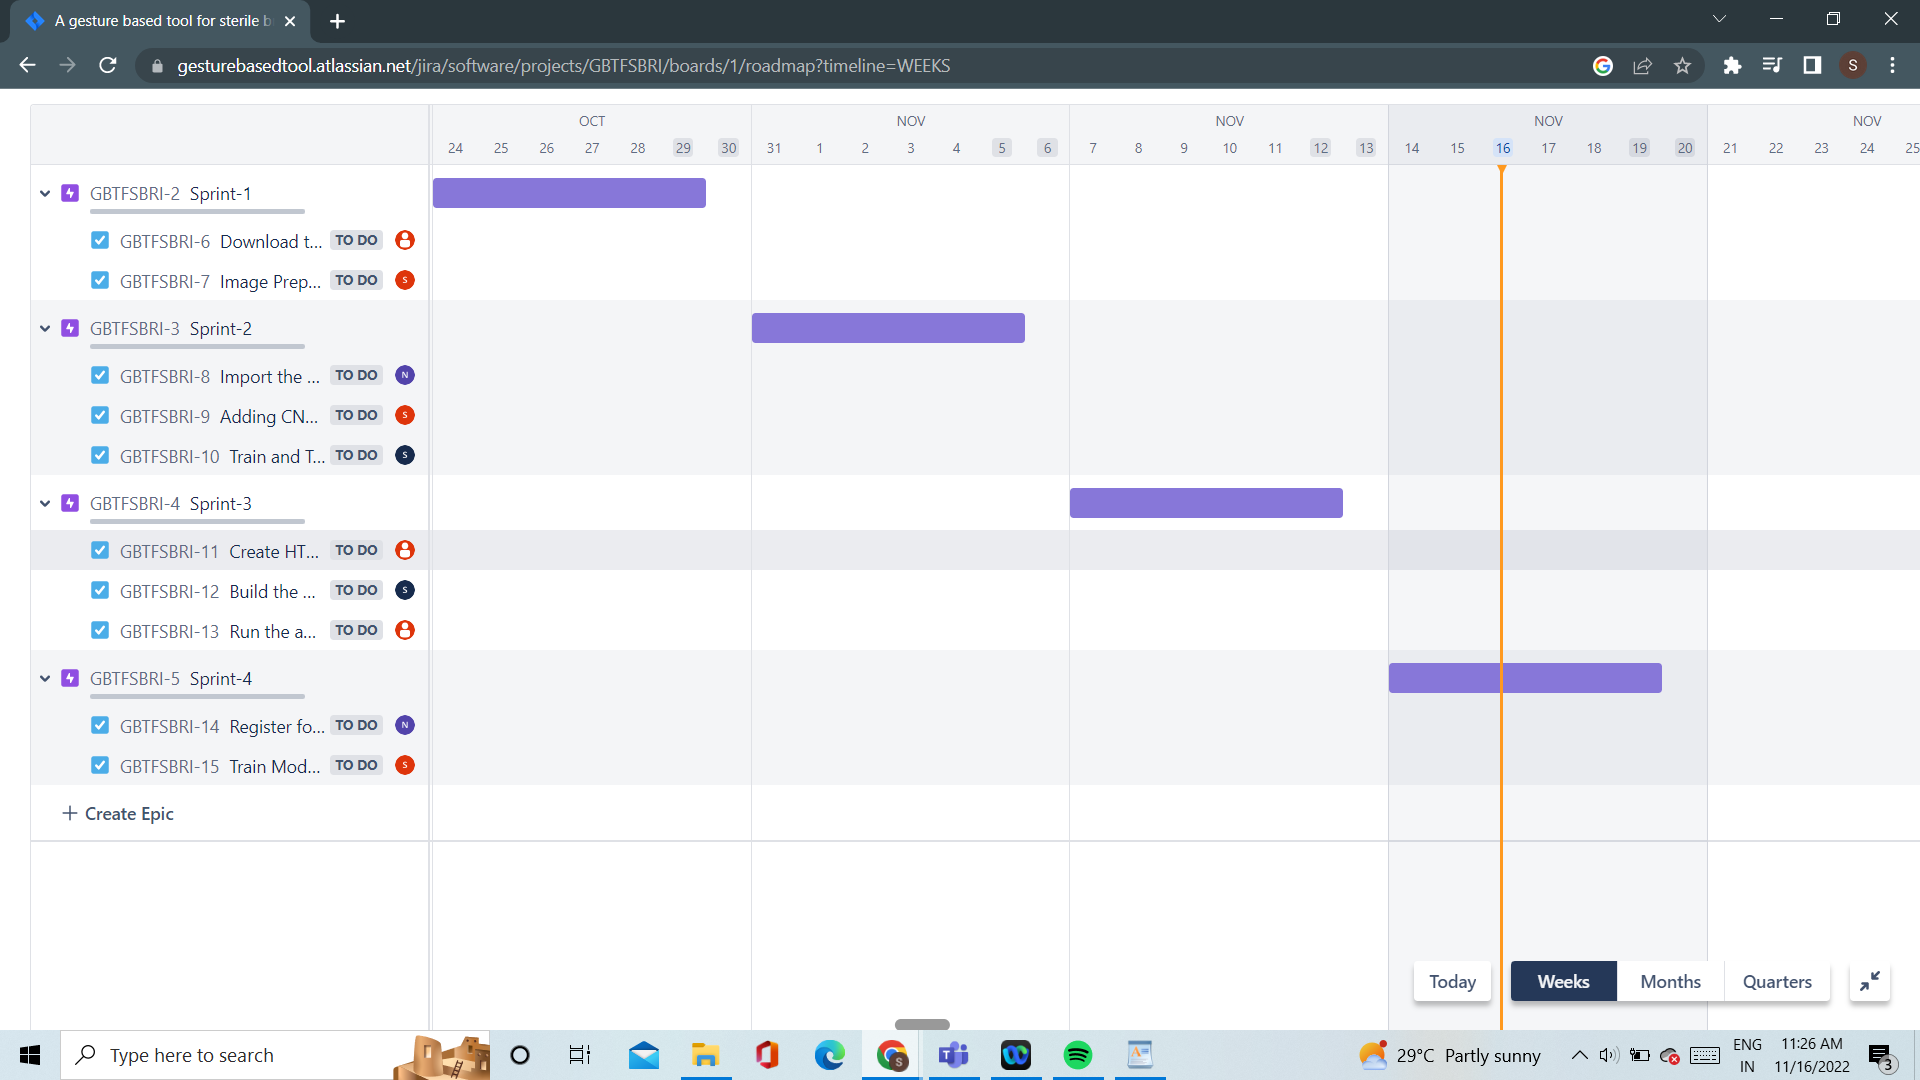 A gesture based tool for sterile b
gesturebasedtool.atlassian.net/jira/software/projects/GBTFSBRI/boards/1/roadmap?timeline=WEEKS
S
OCT NOV NOV NOV NOV
24 25 26 27 28 29 30 31 1 2 3 4 5 6 7 8 9 10 11 12 13 14 15 16 17 18 19 20 21 22 23 24 25
GBTFSBRI-2 Sprint-1
GBTFSBRI-6 Download t... TO DO
GBTFSBRI-7 Image Prep... TO DO S
GBTFSBRI-3 Sprint-2
GBTFSBRI-8 Import the ... TO DO N
GBTFSBRI-9 Adding CN... TO DO S
GBTFSBRI-10 Train and T... TO DO S
GBTFSBRI-4 Sprint-3
GBTFSBRI-11 Create HT... TO DO
GBTFSBRI-12 Build the ... TO DO S
GBTFSBRI-13 Run the a... TO DO
GBTFSBRI-5 Sprint-4
GBTFSBRI-14 Register fo... TO DO N
GBTFSBRI-15 Train Mod... TO DO S
+ Create Epic
Today Weeks Months Quarters
Type here to search
S
29°C Partly sunny
ENG
IN
11:26 AM
11/16/2022
3